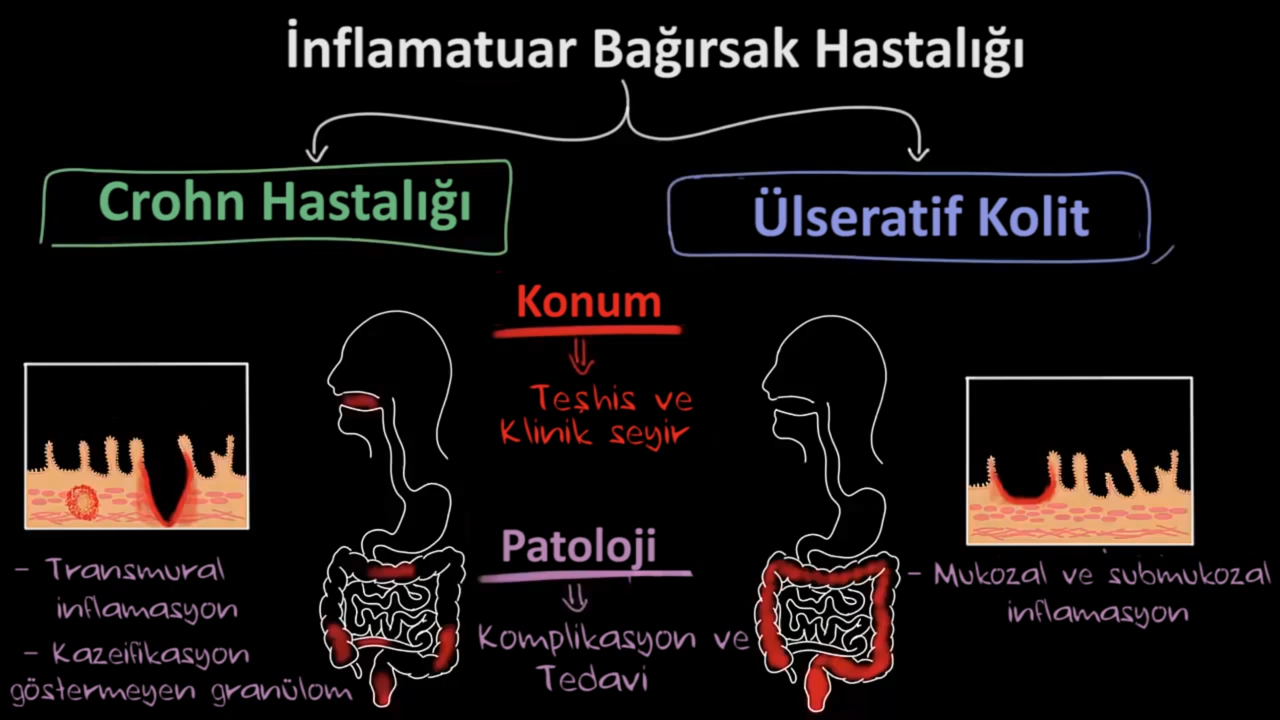 İnflamatuar Bağırsak Hastalığı
Crohn Hastalığı
Ülseratif Kolit
Konum
Teşhis ve
Klinik seyir
Patoloji
Komplikasyon ve
Tedavi
- Transmural
inflamasyon
- Kazeifikasyon
göstermeyen granülom
- Mukozal ve submukozal
inflamasyon